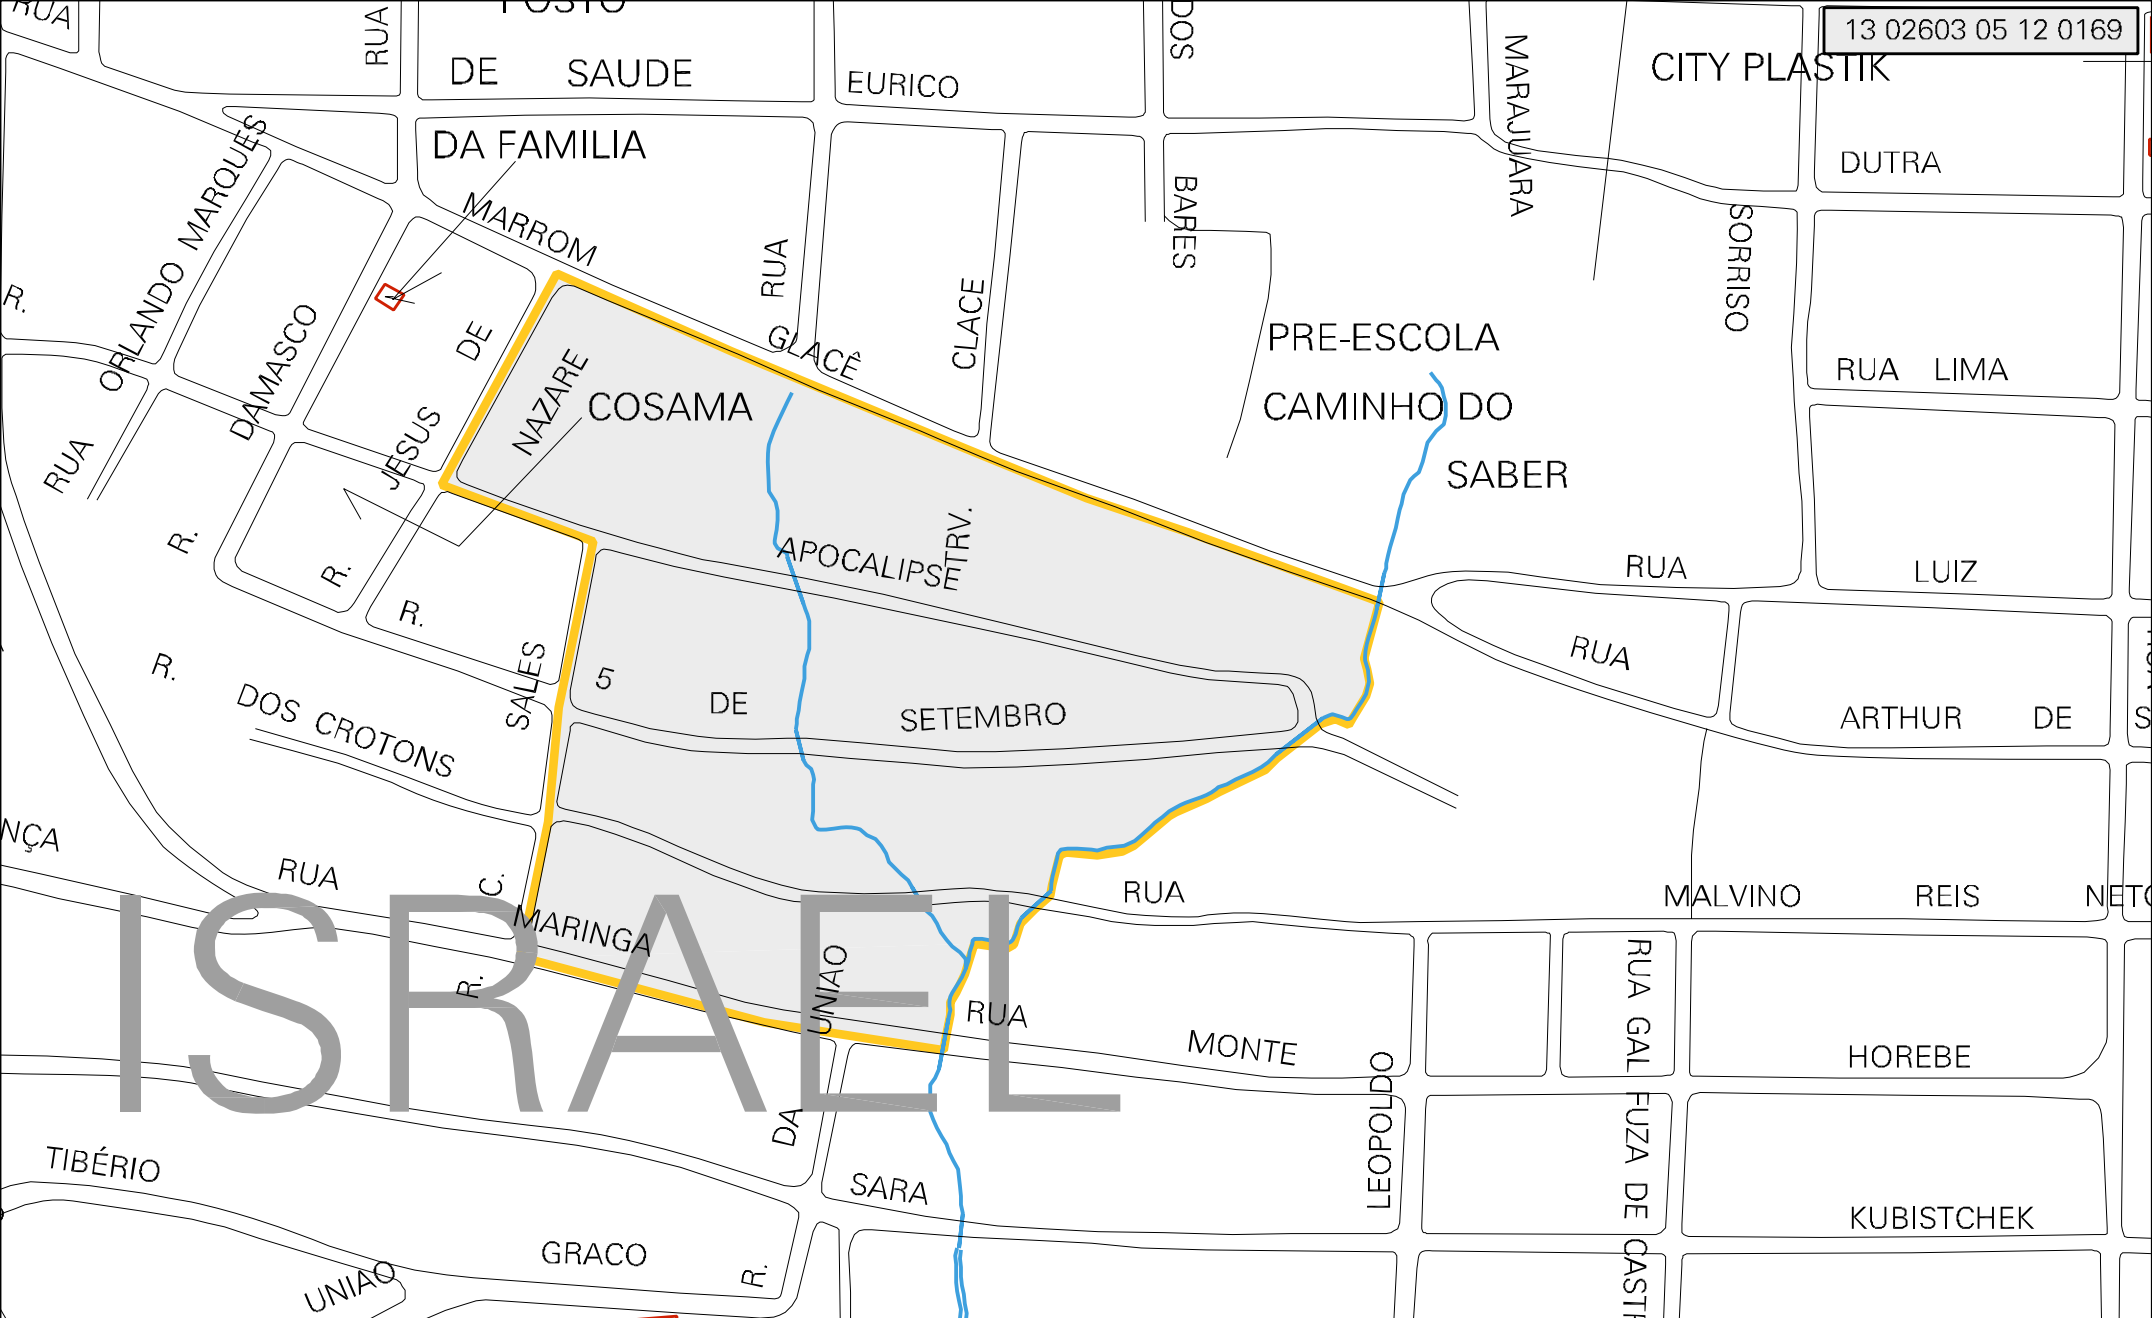 RUA
RUA
POSTO
DE SAUDE
DA FAMILIA
EURICO
DOS
BARES
MARAJUARA
CITY PLASTIK
13 02603 05 12 0169
DUTRA
SORRISO
ORLANDO MARQUES
MARROM
RUA
GLACÊ
CLACE
R.
DAMASCO
DE
JESUS
NAZARE
COSAMA
PRE-ESCOLA
CAMINHO DO
SABER
RUA LIMA
RUA
R.
R.
R.
APOCALIPSE
TRV.
RUA
LUIZ
RUA
R.
DOS CROTONS
SALES
5 DE SETEMBRO
ARTHUR DE
RUA
C.
R.
MARINGA
RUA
MALVINO REIS
ISRAEL
UNIAO
DA
R.
RUA
MONTE
HOREBE
LEOPOLDO
RUA GAL FUZA DE
TIBÉRIO
GRACO
SARA
KUBISTCHEK
UNIAO